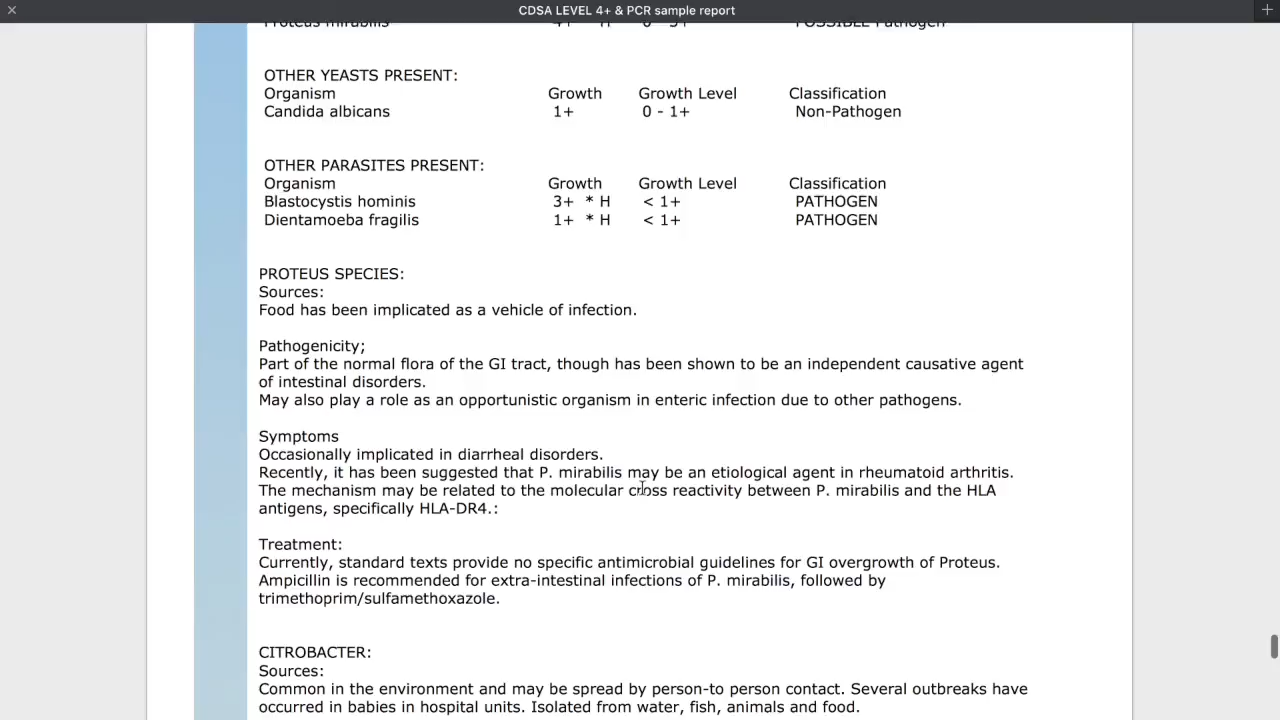 CDSA LEVEL 4+ & PCR sample report
Proteus mirabilis 4+ * H 0 - 3+ POSSIBLE Pathogen
OTHER YEASTS PRESENT:
Organism Growth Growth Level Classification
Candida albicans 1+ 0 - 1+ Non-Pathogen
OTHER PARASITES PRESENT:
Organism Growth Growth Level Classification
Blastocystis hominis 3+ * H < 1+ PATHOGEN
Dientamoeba fragilis 1+ * H < 1+ PATHOGEN
PROTEUS SPECIES:
Sources:
Food has been implicated as a vehicle of infection.
Pathogenicity;
Part of the normal flora of the GI tract, though has been shown to be an independent causative agent
of intestinal disorders.
May also play a role as an opportunistic organism in enteric infection due to other pathogens.
Symptoms
Occasionally implicated in diarrheal disorders.
Recently, it has been suggested that P. mirabilis may be an etiological agent in rheumatoid arthritis.
The mechanism may be related to the molecular cross reactivity between P. mirabilis and the HLA
antigens, specifically HLA-DR4.:
Treatment:
Currently, standard texts provide no specific antimicrobial guidelines for GI overgrowth of Proteus.
Ampicillin is recommended for extra-intestinal infections of P. mirabilis, followed by
trimethoprim/sulfamethoxazole.
CITROBACTER:
Sources:
Common in the environment and may be spread by person-to person contact. Several outbreaks have
occurred in babies in hospital units. Isolated from water, fish, animals and food.